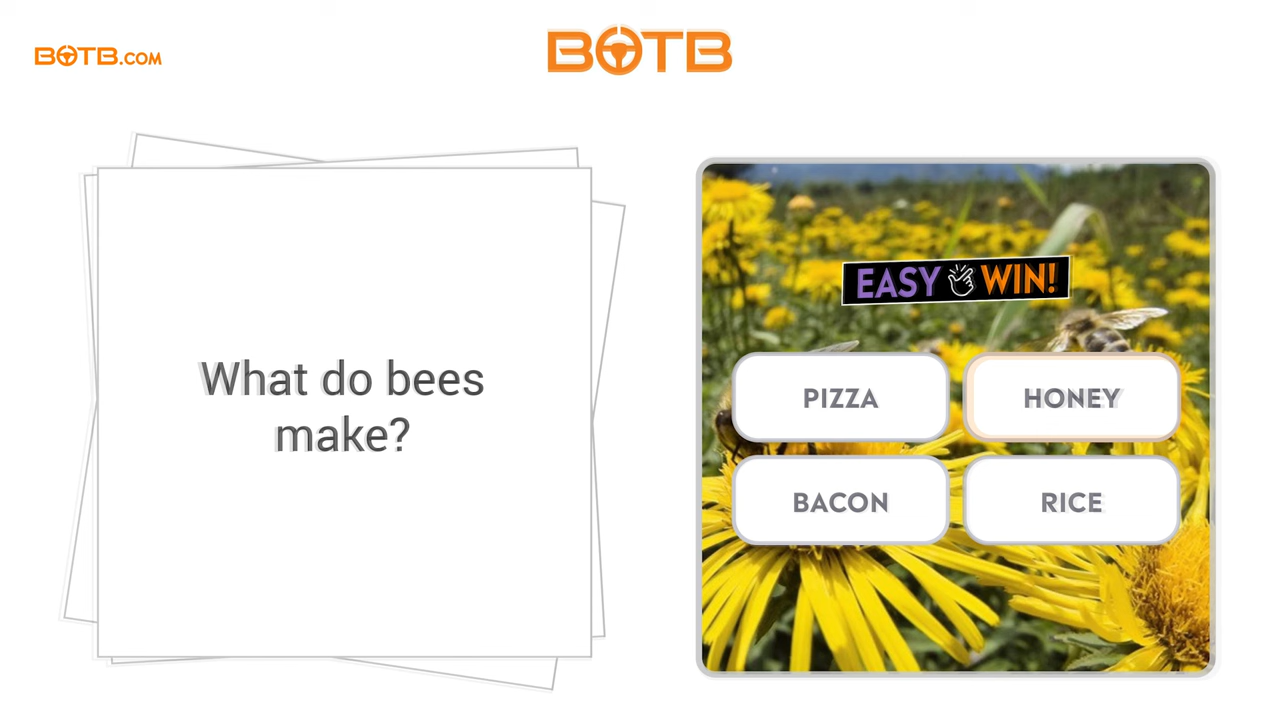 BOTB.COM
BOTB
What do bees
make?
EASY WIN!
PIZZA
HONEY
BACON
RICE